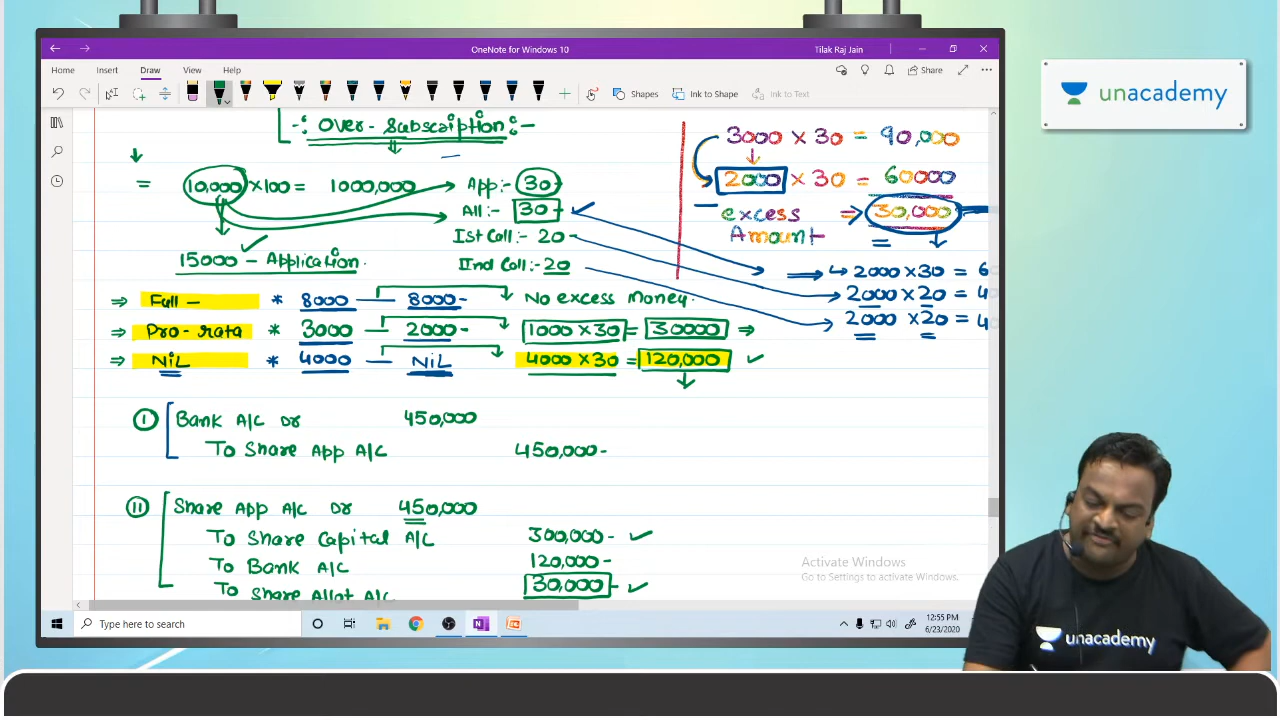 OneNote for Windows 10
Tilak Raj Jain
Home Insert Draw View Help
Share
Shapes Ink to Shape Ink to Text
unacademy
-: Over-Subscription :-
= 10,000 ×100 = 1000,000
App:- 30-
All:- 30-
Ist Call:- 20-
IInd Call:- 20
15000 - Application.
⇒ Full - * 8000 — 8000- No excess Money.
⇒ Pro-rata * 3000 — 2000- 1000 ×30 = 30000 ⇒
⇒ NiL * 4000 — NiL 4000 ×30 = 120,000 ✓
3000 × 30 = 90,000
2000 × 30 = 60000
excess Amount ⇒ 30,000
2000 ×30 = 6
2000 ×20 = 4
2000 ×20 = 4
I Bank A/C Dr 450,000
To Share App A/C 450,000-
II Share App A/C Dr 450,000
To Share Capital A/C 300,000- ✓
To Bank A/C 120,000-
To Share Allot A/C 30,000- ✓
Activate Windows
Go to Settings to activate Windows.
Type here to search
12:55 PM
6/23/2020
unacademy